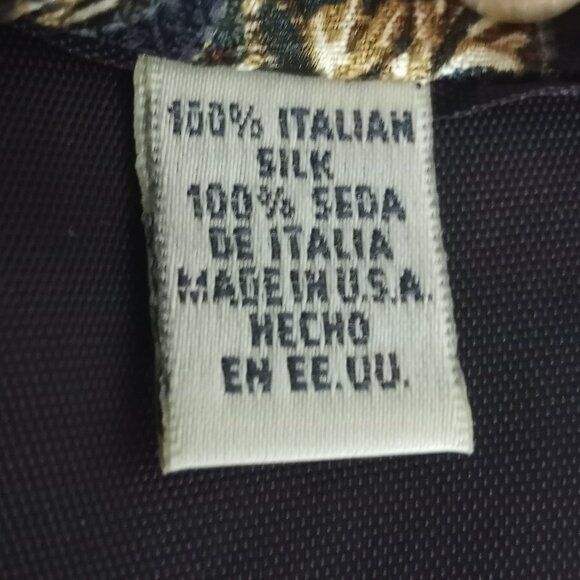 100% ITALIAN
SILK
100% SEDA
DE ITALIA
MADE IN U.S.A.
HECHO
EN EE.UU.